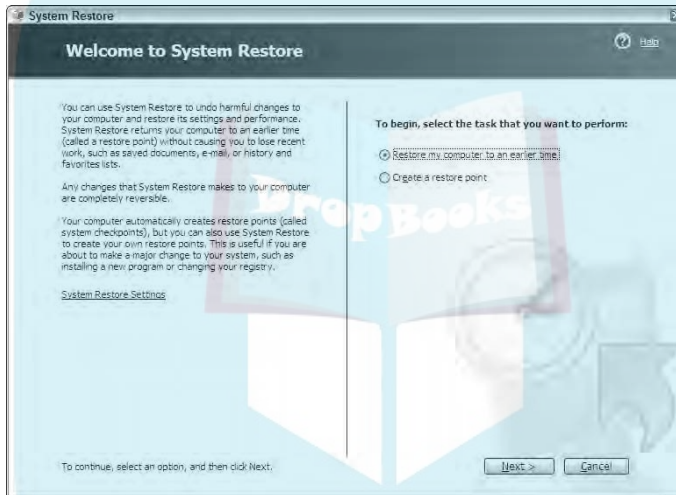 System Restore
Welcome to System Restore
Help
You can use System Restore to undo harmful changes to
your computer and restore its settings and performance.
System Restore returns your computer to an earlier time
(called a restore point) without causing you to lose recent
work, such as saved documents, e-mail, or history and
favorites lists.
Any changes that System Restore makes to your computer
are completely reversible.
Your computer automatically creates restore points (called
system checkpoints), but you can also use System Restore
to create your own restore points. This is useful if you are
about to make a major change to your system, such as
installing a new program or changing your registry.
System Restore Settings
To begin, select the task that you want to perform:
Restore my computer to an earlier time
Create a restore point
DropBooks
To continue, select an option, and then click Next.
Next >
Cancel